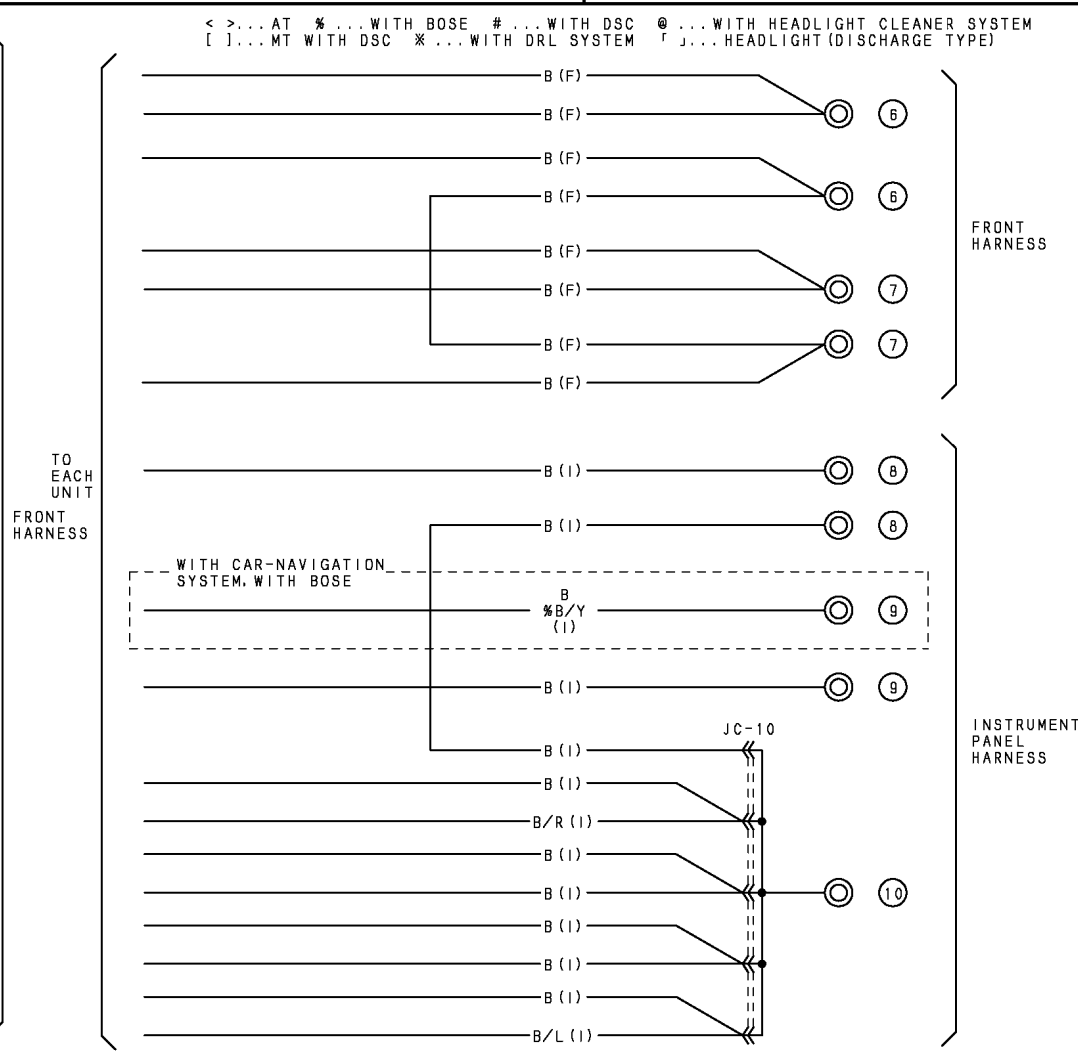 < >...AT % ...WITH BOSE # ...WITH DSC @ ...WITH HEADLIGHT CLEANER SYSTEM
[ ]...MT WITH DSC ※ ...WITH DRL SYSTEM ｢ ｣...HEADLIGHT(DISCHARGE TYPE)
B (F)
B (F)
6
B (F)
B (F)
6
FRONT
HARNESS
B (F)
B (F)
7
B (F)
7
B (F)
TO
EACH
UNIT
FRONT
HARNESS
B (I)
8
B (I)
8
WITH CAR-NAVIGATION
SYSTEM, WITH BOSE
B
%B/Y
(I)
9
B (I)
9
INSTRUMENT
PANEL
HARNESS
JC-10
B (I)
B (I)
B/R (I)
B (I)
B (I)
10
B (I)
B (I)
B (I)
B/L (I)